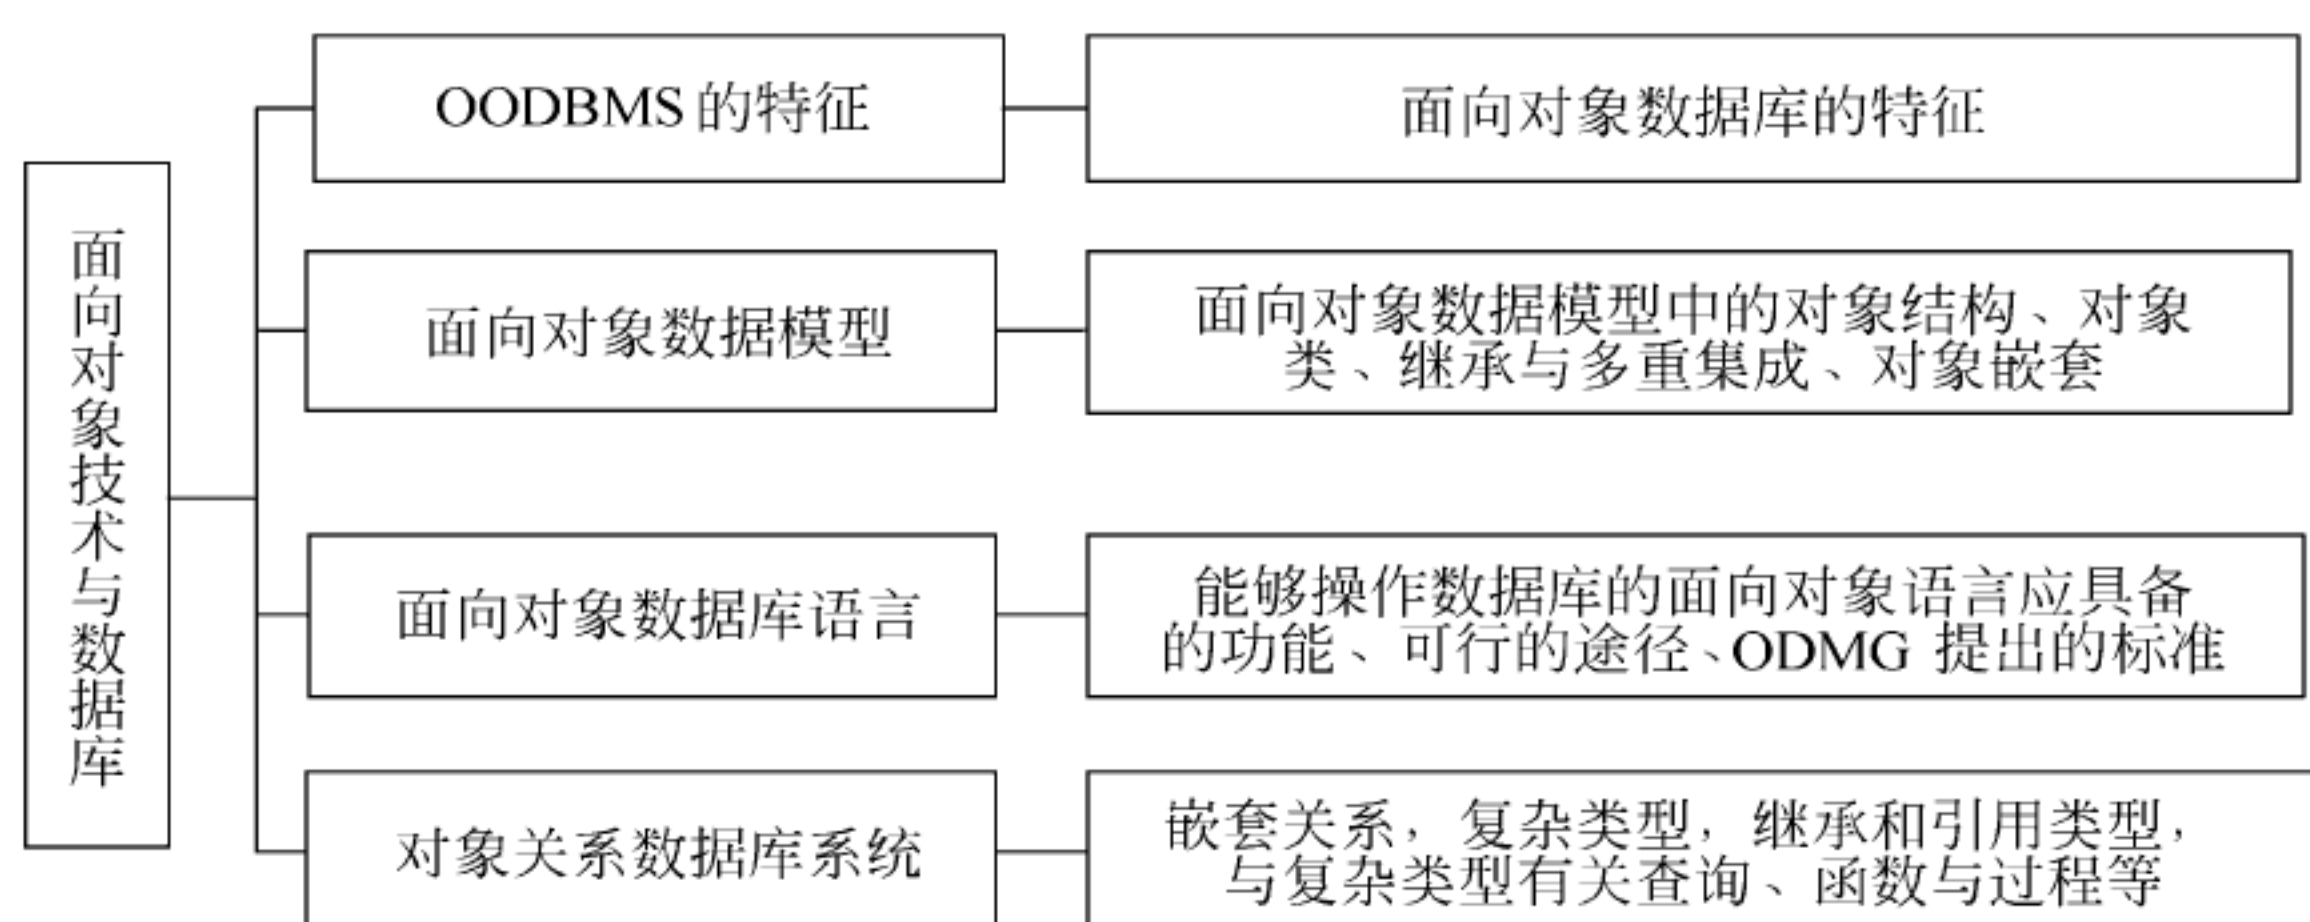 面向对象技术与数据库
OODBMS 的特征
面向对象数据库的特征
面向对象数据模型
面向对象数据模型中的对象结构、对象
类、继承与多重集成、对象嵌套
面向对象数据库语言
能够操作数据库的面向对象语言应具备
的功能、可行的途径、ODMG 提出的标准
对象关系数据库系统
嵌套关系，复杂类型，继承和引用类型，
与复杂类型有关查询、函数与过程等